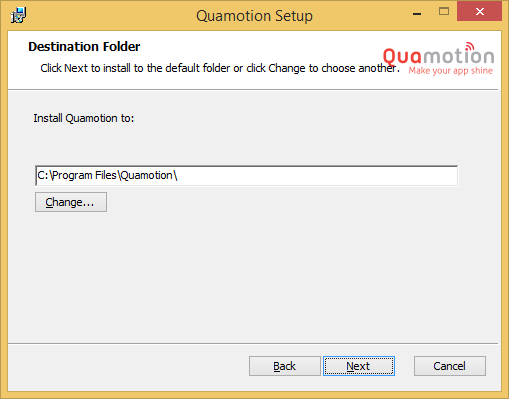 Quamotion Setup
Destination Folder
Click Next to install to the default folder or click Change to choose another.
Quamotion
Make your app shine
Install Quamotion to:
C:\Program Files\Quamotion\
Change...
Back Next Cancel